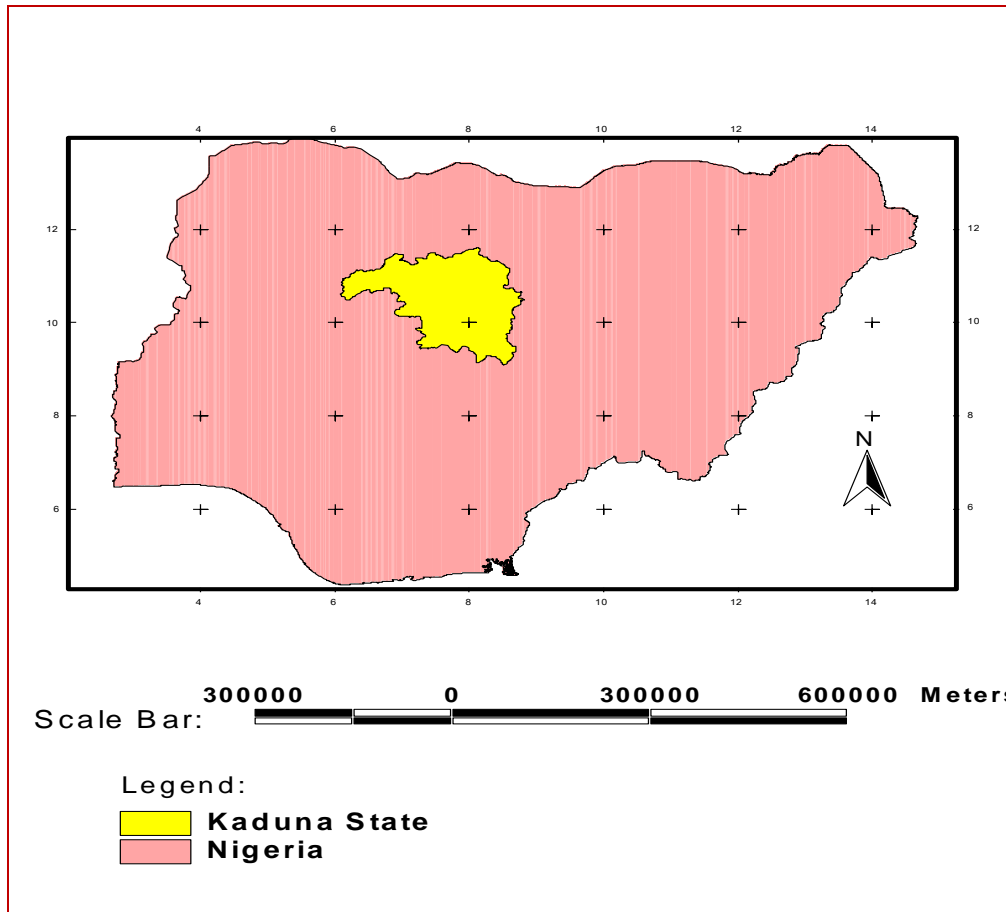 4 6 8 10 12 14
12 12
10 10
8 8
N
6 6
4 6 8 10 12 14
300000 0 300000 600000 Meters
Scale Bar:
Legend:
Kaduna State
Nigeria